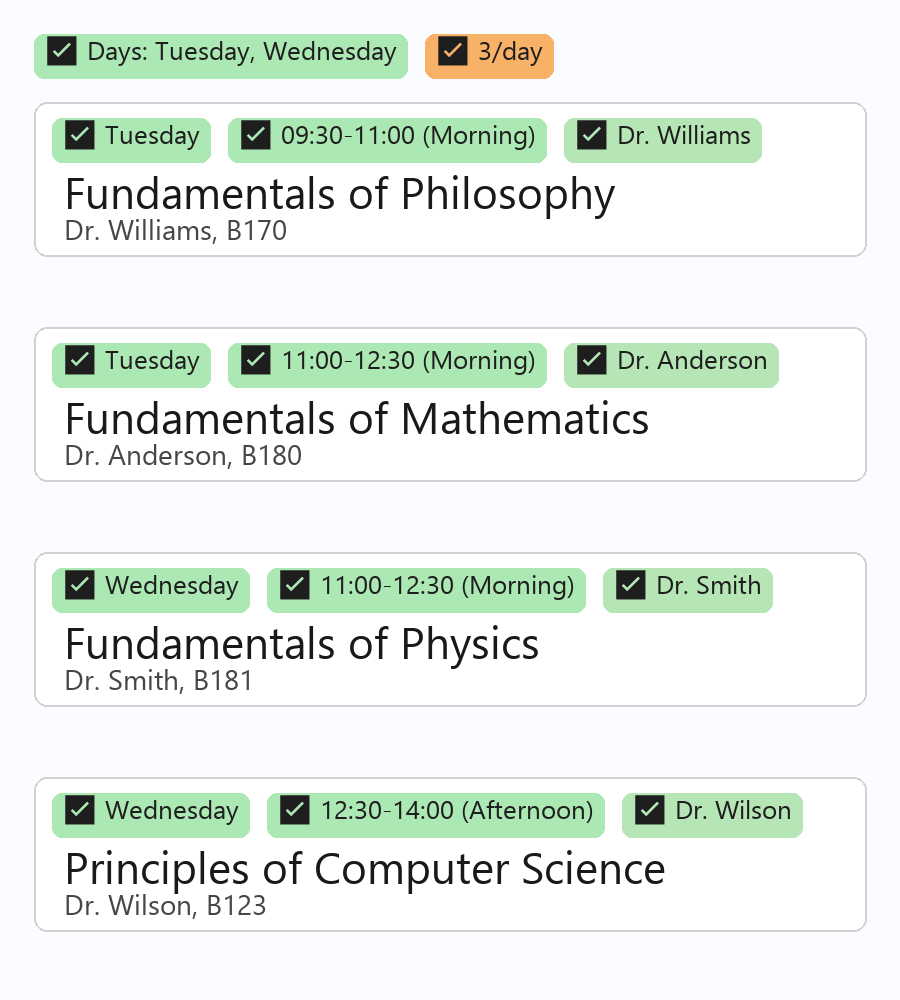 Days: Tuesday, Wednesday 3/day
Tuesday 09:30-11:00 (Morning) Dr. Williams
Fundamentals of Philosophy
Dr. Williams, B170
Tuesday 11:00-12:30 (Morning) Dr. Anderson
Fundamentals of Mathematics
Dr. Anderson, B180
Wednesday 11:00-12:30 (Morning) Dr. Smith
Fundamentals of Physics
Dr. Smith, B181
Wednesday 12:30-14:00 (Afternoon) Dr. Wilson
Principles of Computer Science
Dr. Wilson, B123